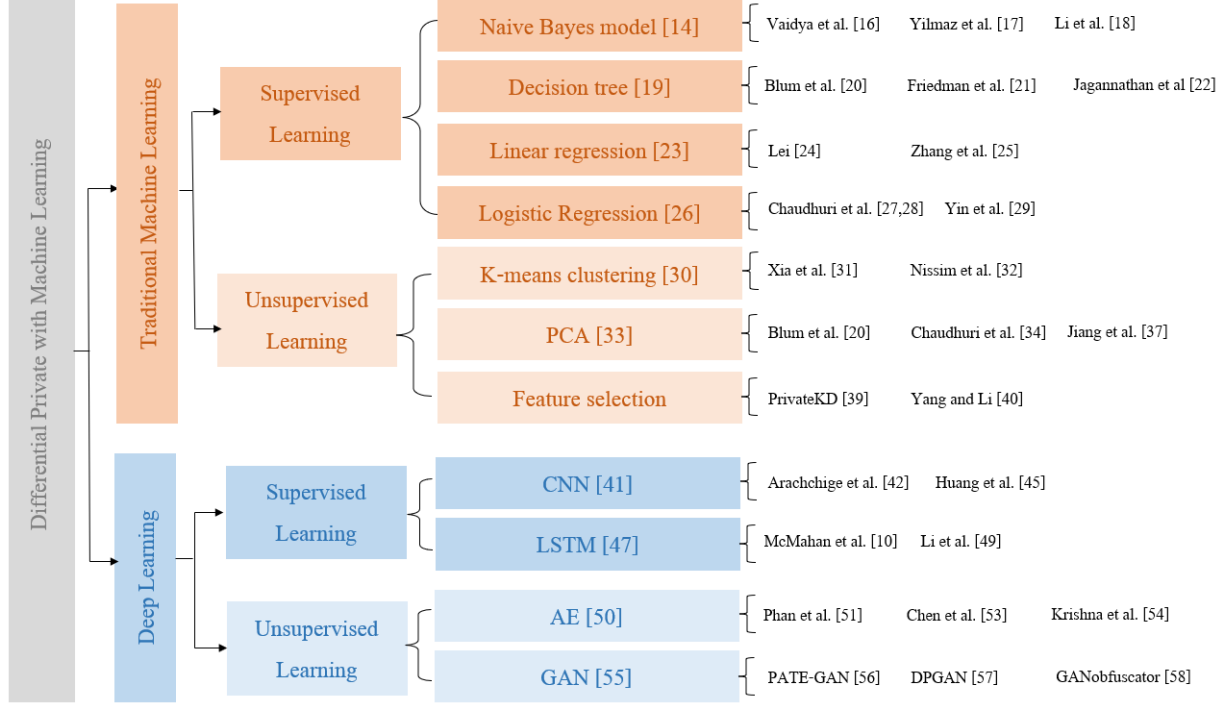 Differential Private with Machine Learning
Traditional Machine Learning
Supervised
Learning
Naive Bayes model [14]
Vaidya et al. [16] Yilmaz et al. [17] Li et al. [18]
Decision tree [19]
Blum et al. [20] Friedman et al. [21] Jagannathan et al [22]
Linear regression [23]
Lei [24] Zhang et al. [25]
Logistic Regression [26]
Chaudhuri et al. [27,28] Yin et al. [29]
Unsupervised
Learning
K-means clustering [30]
Xia et al. [31] Nissim et al. [32]
PCA [33]
Blum et al. [20] Chaudhuri et al. [34] Jiang et al. [37]
Feature selection
PrivateKD [39] Yang and Li [40]
Deep Learning
Supervised
Learning
CNN [41]
Arachchige et al. [42] Huang et al. [45]
LSTM [47]
McMahan et al. [10] Li et al. [49]
Unsupervised
Learning
AE [50]
Phan et al. [51] Chen et al. [53] Krishna et al. [54]
GAN [55]
PATE-GAN [56] DPGAN [57] GANobfuscator [58]